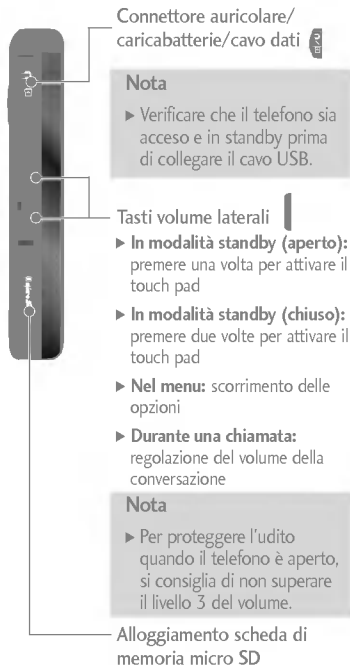 Connettore auricolare/
caricabatterie/cavo dati
Nota
▶ Verificare che il telefono sia
acceso e in standby prima
di collegare il cavo USB.
Tasti volume laterali
▶ In modalità standby (aperto):
premere una volta per attivare il
touch pad
▶ In modalità standby (chiuso):
premere due volte per attivare il
touch pad
▶ Nel menu: scorrimento delle
opzioni
▶ Durante una chiamata:
regolazione del volume della
conversazione
Nota
▶ Per proteggere l'udito
quando il telefono è aperto,
si consiglia di non superare
il livello 3 del volume.
Alloggiamento scheda di
memoria micro SD